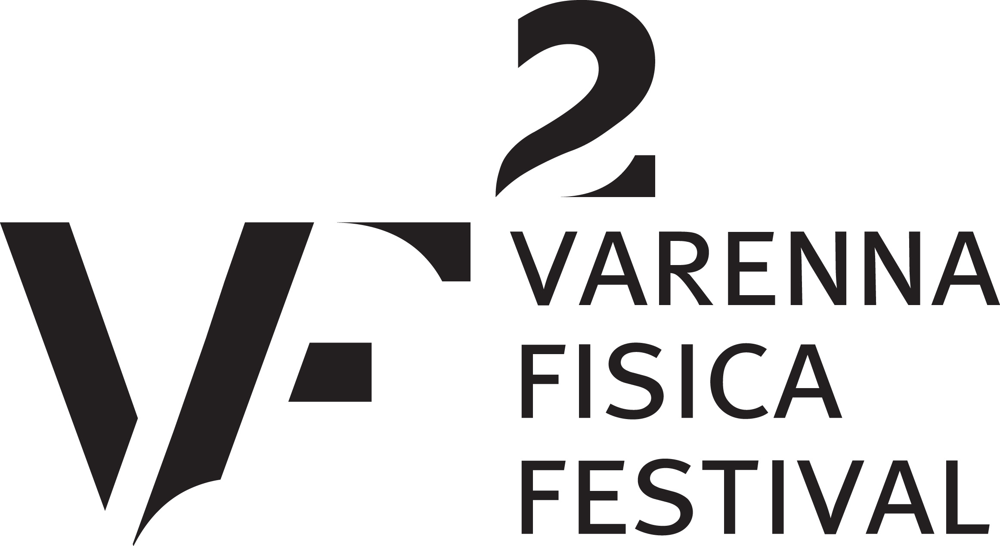 VF²
VARENNA
FISICA
FESTIVAL